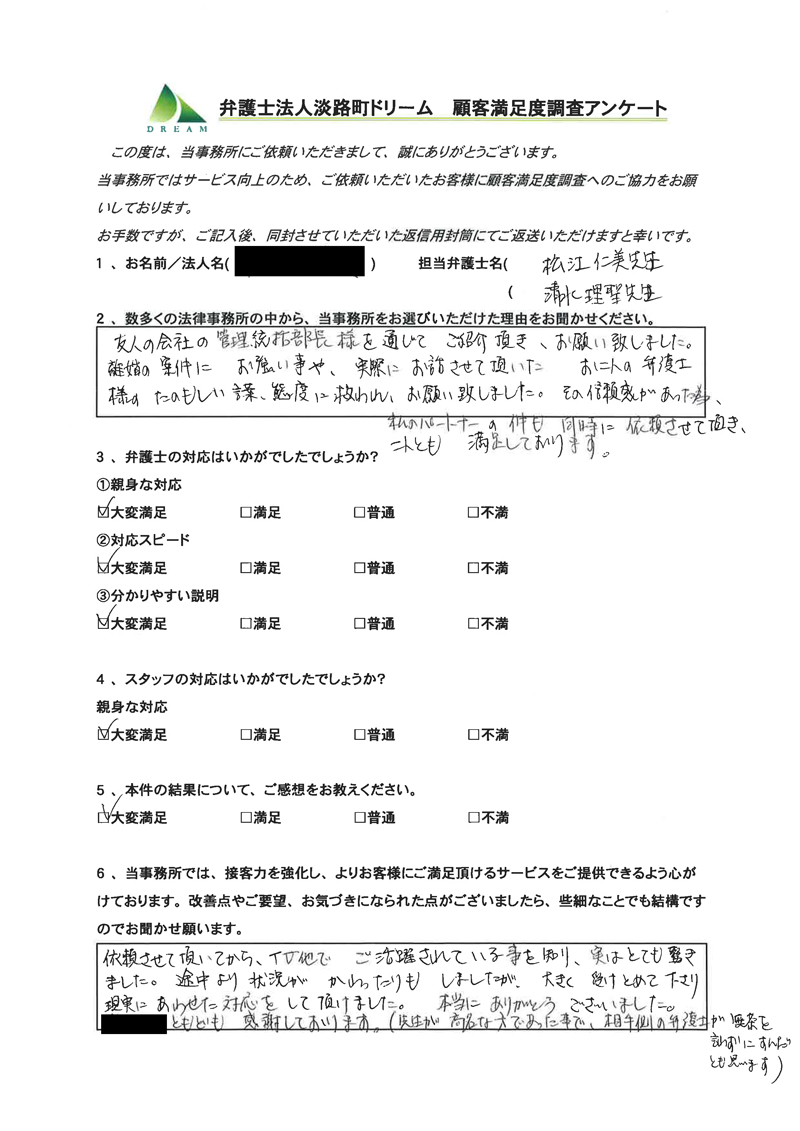 DREAM
弁護士法人淡路町ドリーム 顧客満足度調査アンケート
この度は、当事務所にご依頼いただきまして、誠にありがとうございます。
当事務所ではサービス向上のため、ご依頼いただいたお客様に顧客満足度調査へのご協力をお願
いしております。
お手数ですが、ご記入後、同封させていただいた返信用封筒にてご返送いただけますと幸いです。
1、お名前／法人名( ) 担当弁護士名( 松江仁美先生
( 清水理聖先生
2、数多くの法律事務所の中から、当事務所をお選びいただけた理由をお聞かせください。
友人の会社の管理統括部長様を通じて ご紹介頂き、お願い致しました。
離婚の案件に お強い事や、実際にお話させて頂いた お二人の弁護士
様のたのもしい言葉、態度に救われ、お願い致しました。その信頼感があった為、
私のパートナーの件も同時に依頼させて頂き、
二人とも 満足しております。
3、弁護士の対応はいかがでしたでしょうか？
①親身な対応
☑大変満足 □満足 □普通 □不満
②対応スピード
☑大変満足 □満足 □普通 □不満
③分かりやすい説明
☑大変満足 □満足 □普通 □不満
4、スタッフの対応はいかがでしたでしょうか？
親身な対応
☑大変満足 □満足 □普通 □不満
5、本件の結果について、ご感想をお教えください。
☑大変満足 □満足 □普通 □不満
6、当事務所では、接客力を強化し、よりお客様にご満足頂けるサービスをご提供できるよう心が
けております。改善点やご要望、お気づきになられた点がございましたら、些細なことでも結構です
のでお聞かせ願います。
依頼させて頂いてから、TV他で ご活躍されている事を知り、実はとても驚き
ました。途中より状況が かわったりも しましたが、大きく 受けとめて下さり
現実にあわせた対応をして頂けました。 本当にありがとうございました。
ともども 感謝しております。(先生が高名な方であった事で、相手側の弁護士が無茶を
言わずにすんだ
とも思います)